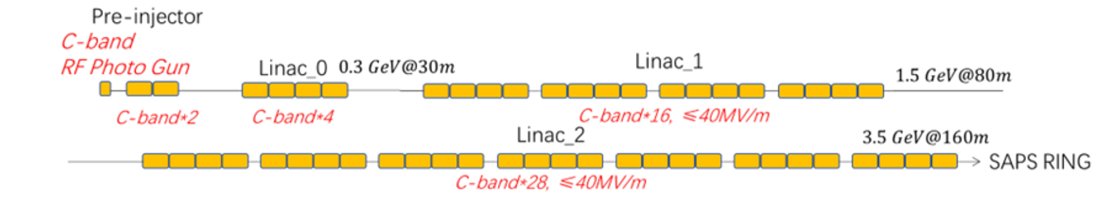 Pre-injector
C-band
RF Photo Gun
Linac_0 0.3 GeV@30m
Linac_1
1.5 GeV@80m
C-band*2
C-band*4
C-band*16, ≤40MV/m
Linac_2
3.5 GeV@160m
SAPS RING
C-band*28, ≤40MV/m